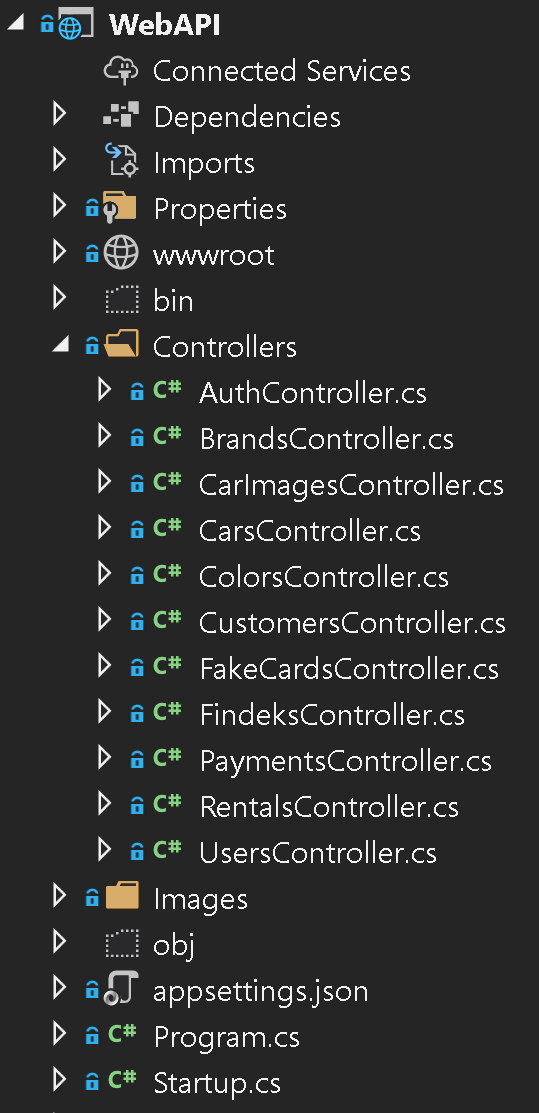 WebAPI
Connected Services
Dependencies
Imports
Properties
wwwroot
bin
Controllers
C# AuthController.cs
C# BrandsController.cs
C# CarImagesController.cs
C# CarsController.cs
C# ColorsController.cs
C# CustomersController.cs
C# FakeCardsController.cs
C# FindeksController.cs
C# PaymentsController.cs
C# RentalsController.cs
C# UsersController.cs
Images
obj
appsettings.json
C# Program.cs
C# Startup.cs